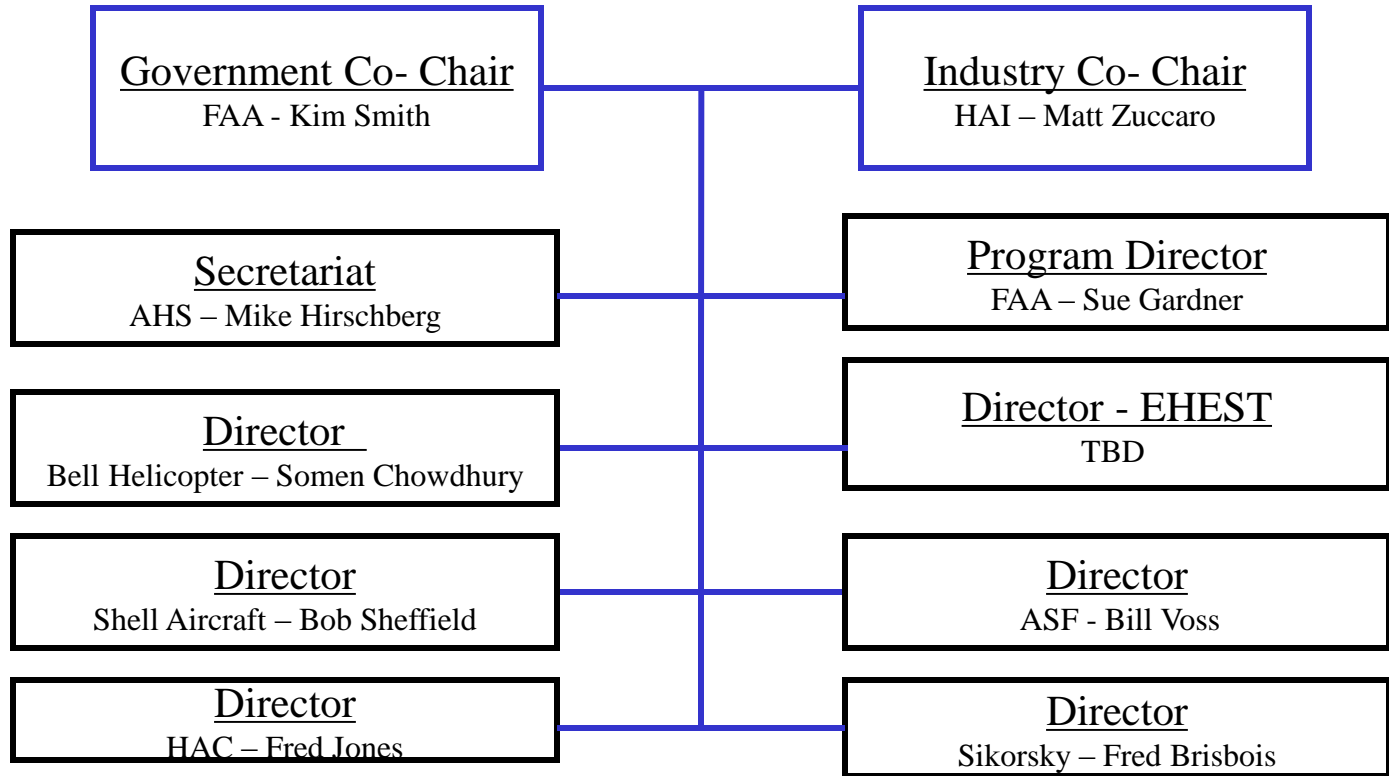 Government Co- Chair
FAA - Kim Smith
Industry Co- Chair
HAI – Matt Zuccaro
Secretariat
AHS – Mike Hirschberg
Program Director
FAA – Sue Gardner
Director
Bell Helicopter – Somen Chowdhury
Director - EHEST
TBD
Director
Shell Aircraft – Bob Sheffield
Director
ASF - Bill Voss
Director
HAC – Fred Jones
Director
Sikorsky – Fred Brisbois